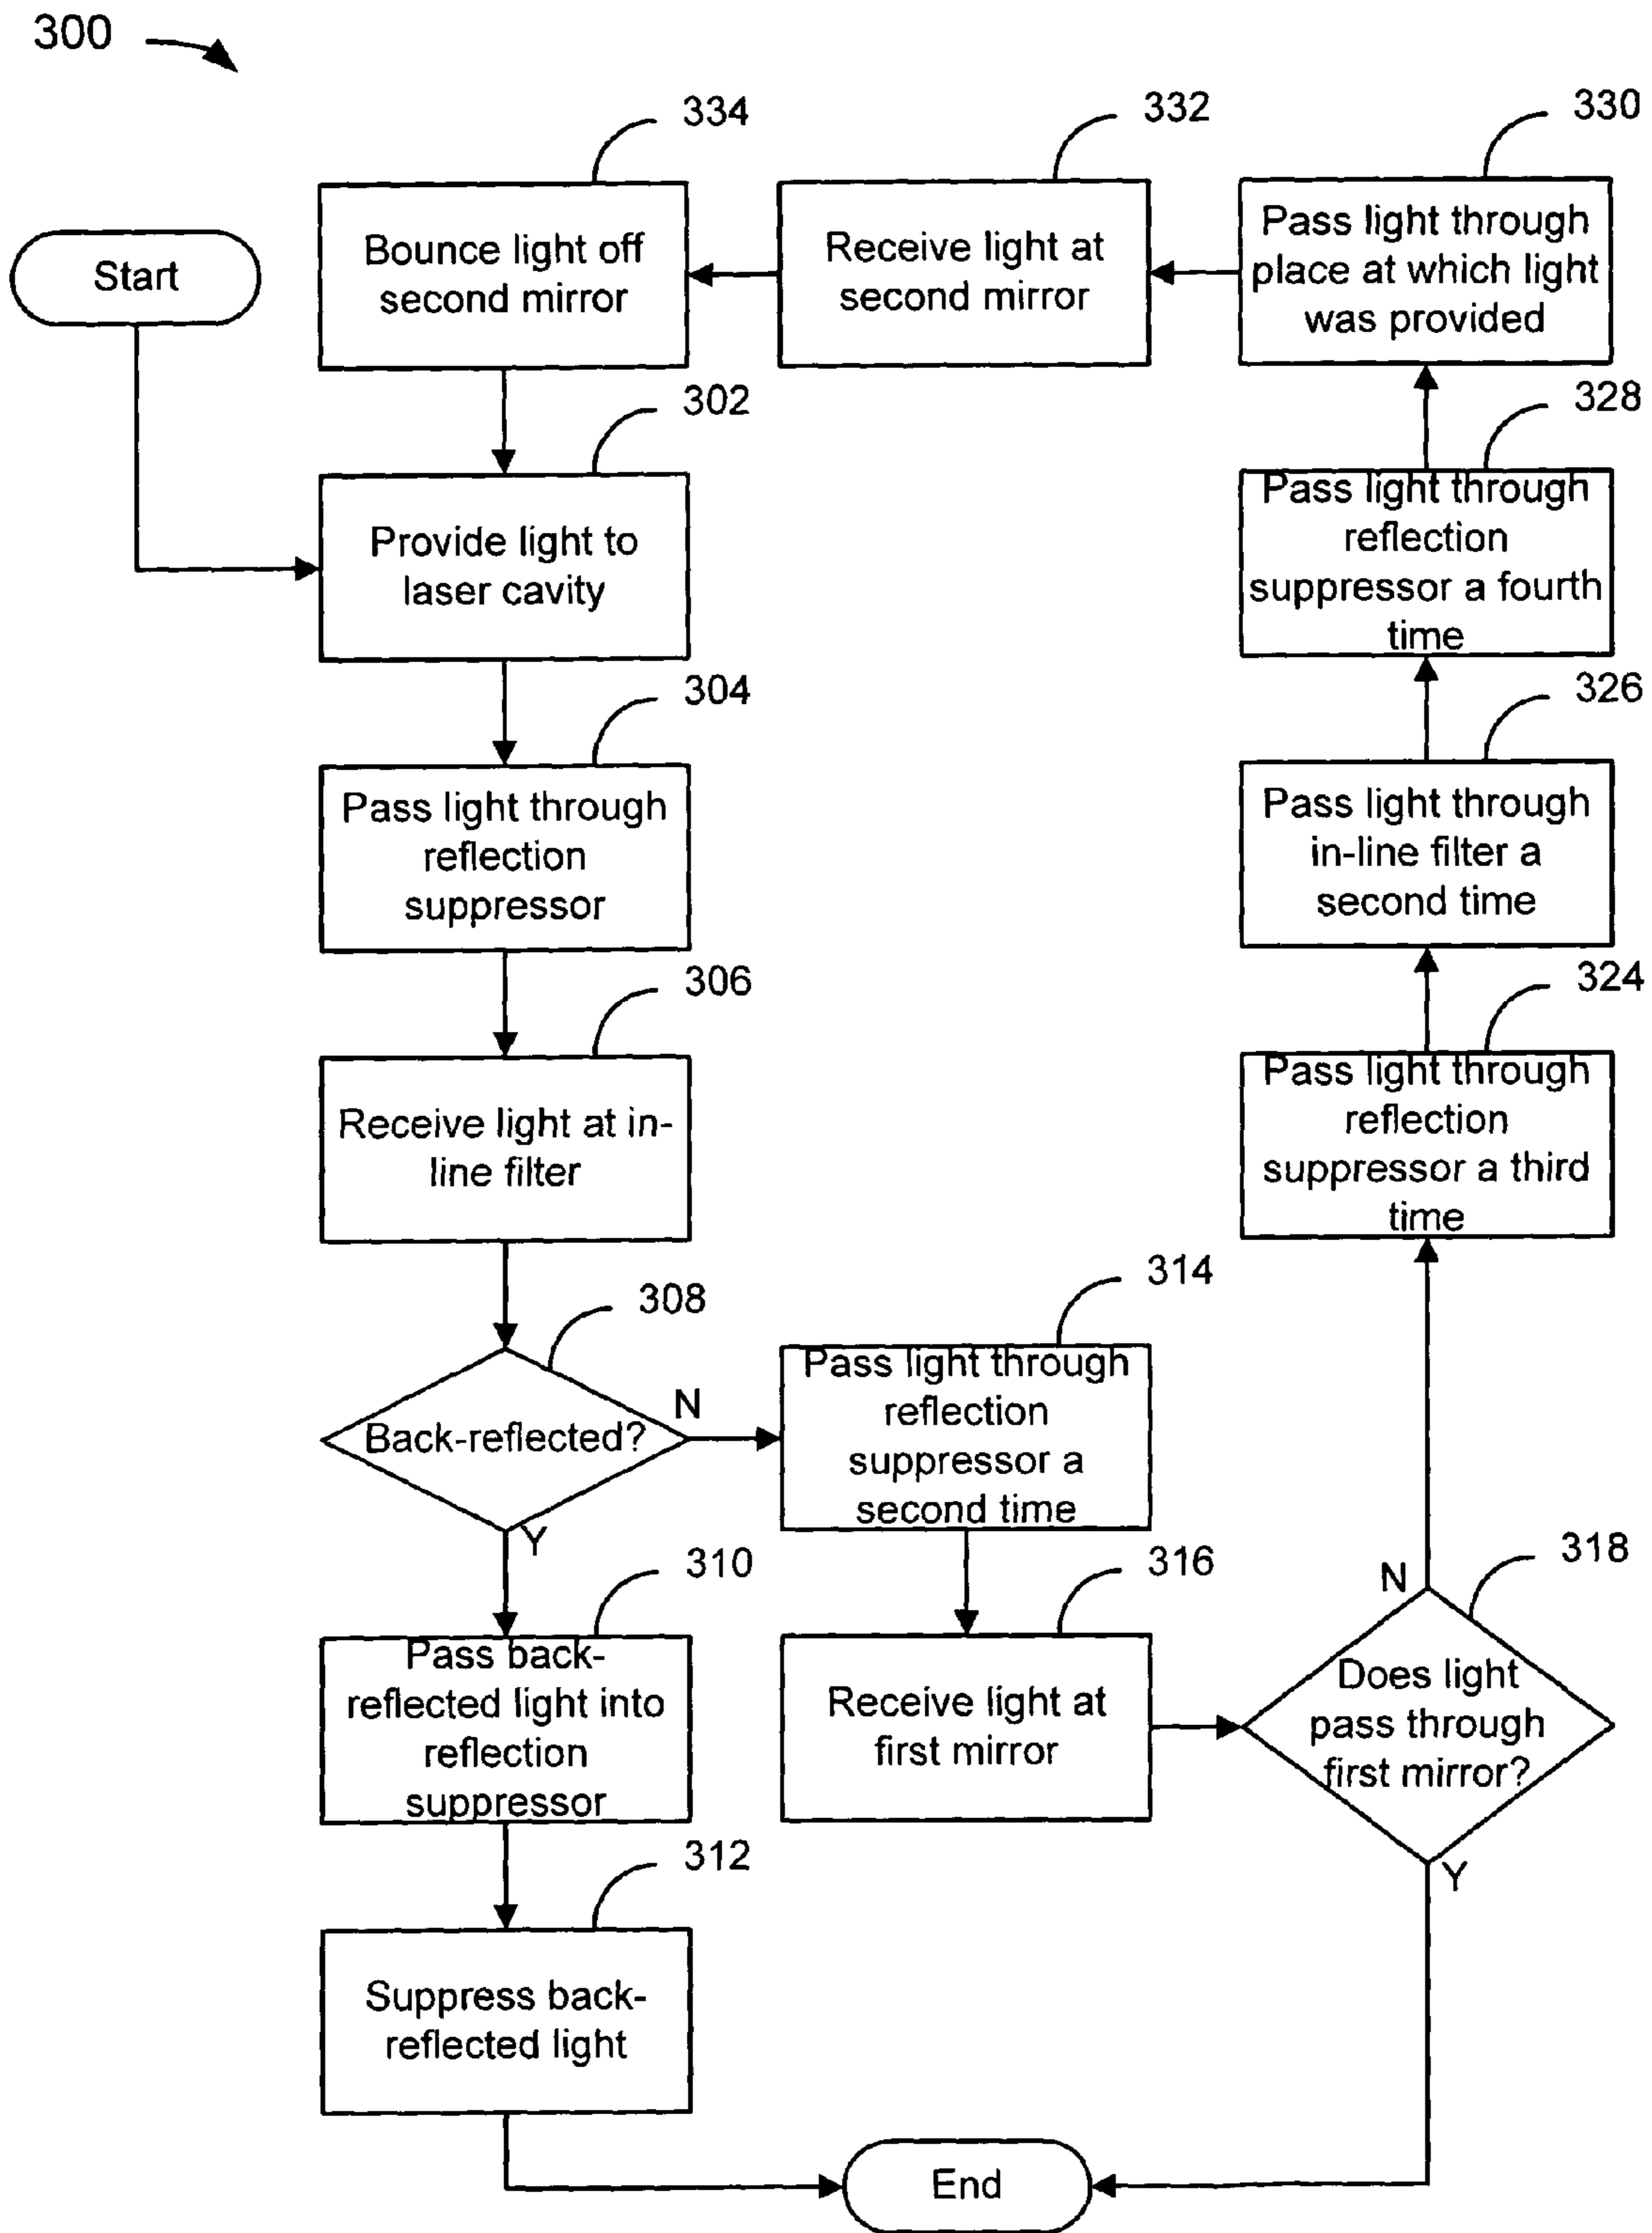 300
334
332
330
Start
Bounce light off
second mirror
Receive light at
second mirror
Pass light through
place at which light
was provided
302
328
Provide light to
laser cavity
Pass light through
reflection
suppressor a fourth
time
304
326
Pass light through
reflection
suppressor
Pass light through
in-line filter a
second time
306
324
Receive light at in-
line filter
Pass light through
reflection
suppressor a third
time
308
314
Back-reflected?
N
Y
Pass light through
reflection
suppressor a
second time
310
316
318
N
Pass back-
reflected light into
reflection
suppressor
Receive light at
first mirror
Does light
pass through
first mirror?
Y
312
Suppress back-
reflected light
End